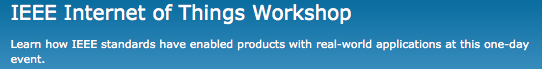 IEEE Internet of Things Workshop
Learn how IEEE standards have enabled products with real-world applications at this one-day
event.